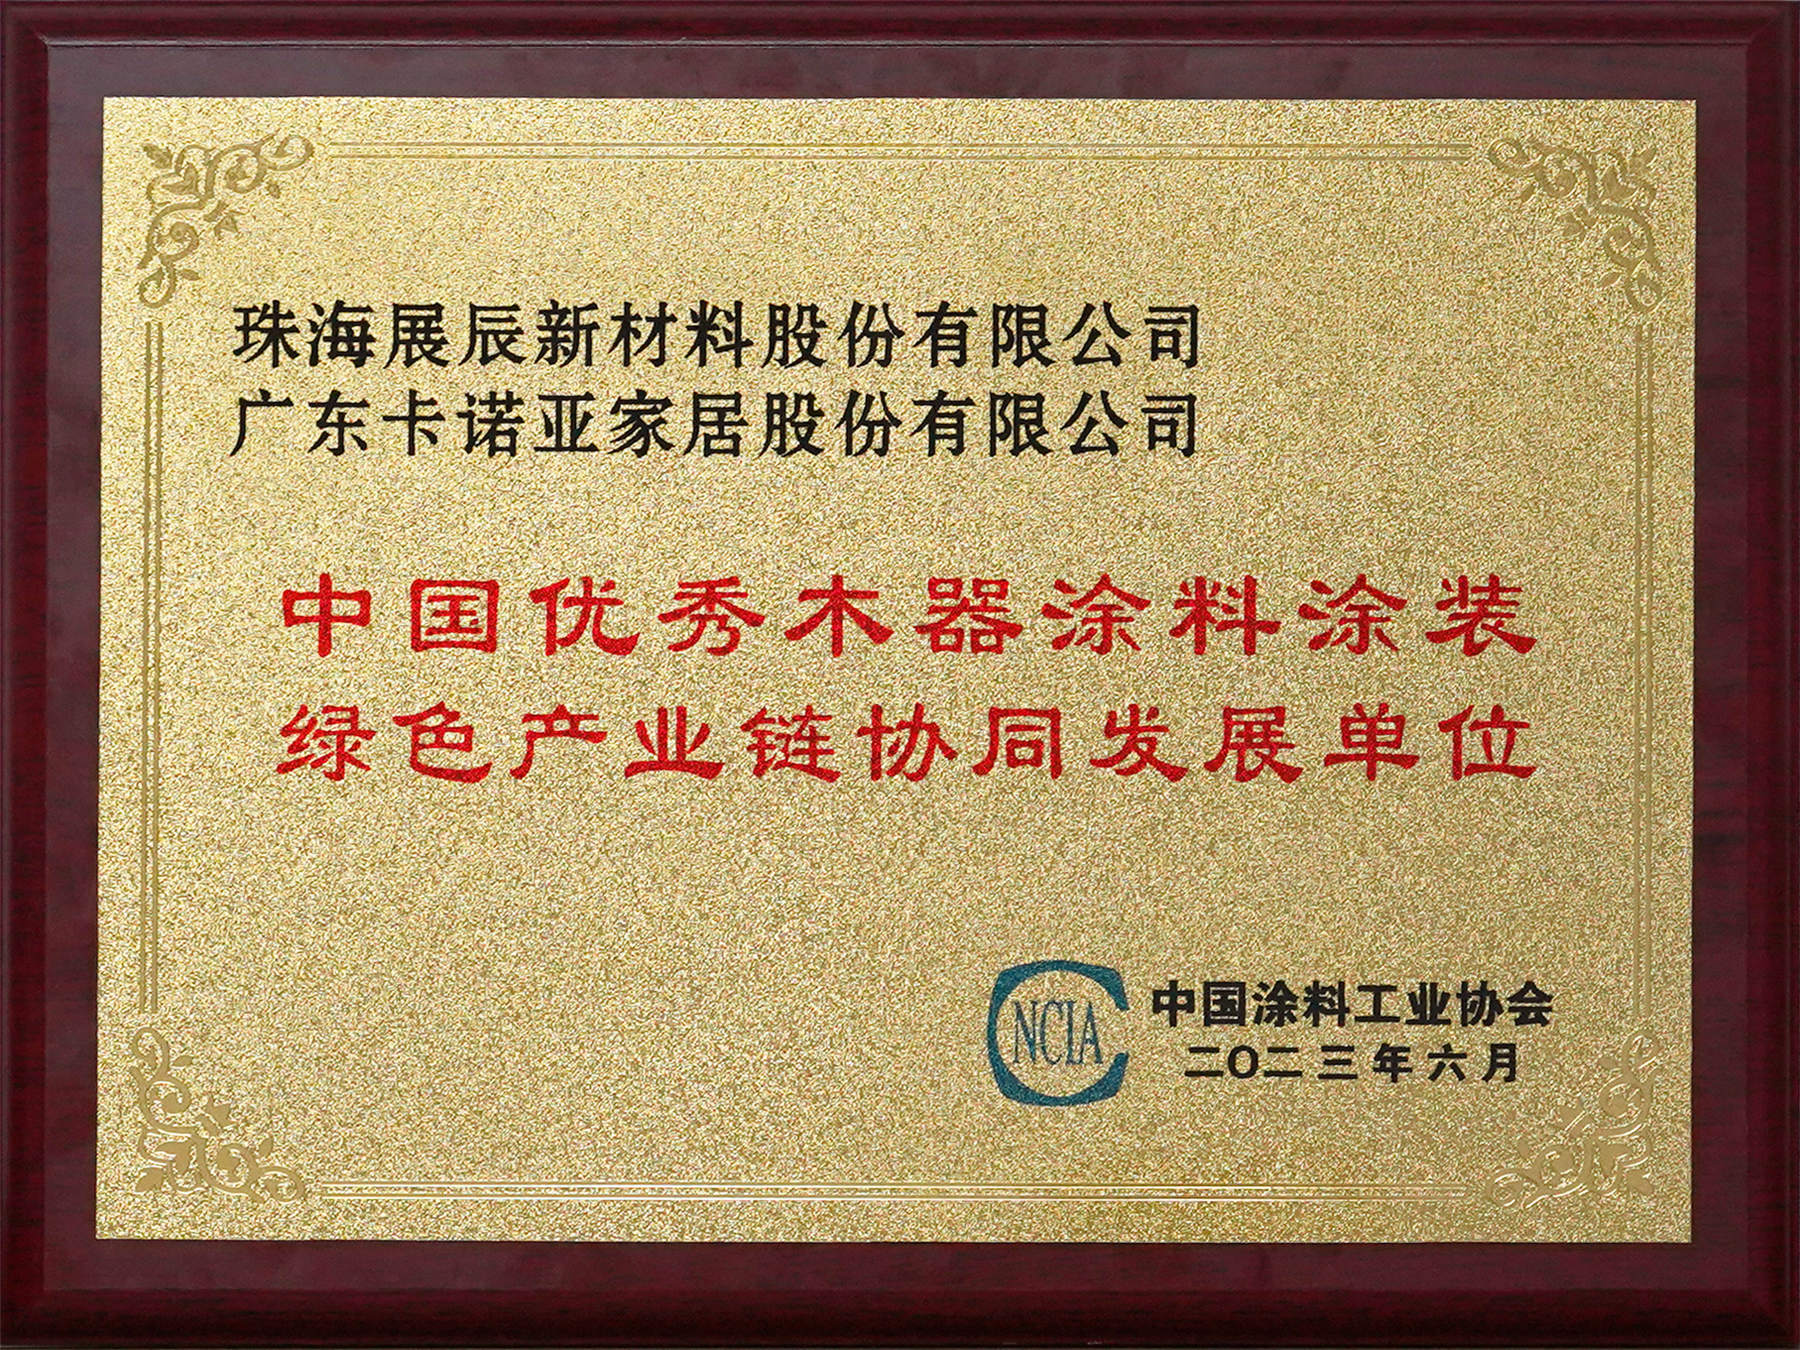 珠海展辰新材料股份有限公司
广东卡诺亚家居股份有限公司
中国优秀木器涂料涂装
绿色产业链协同发展单位
NCIA
中国涂料工业协会
二〇二三年六月